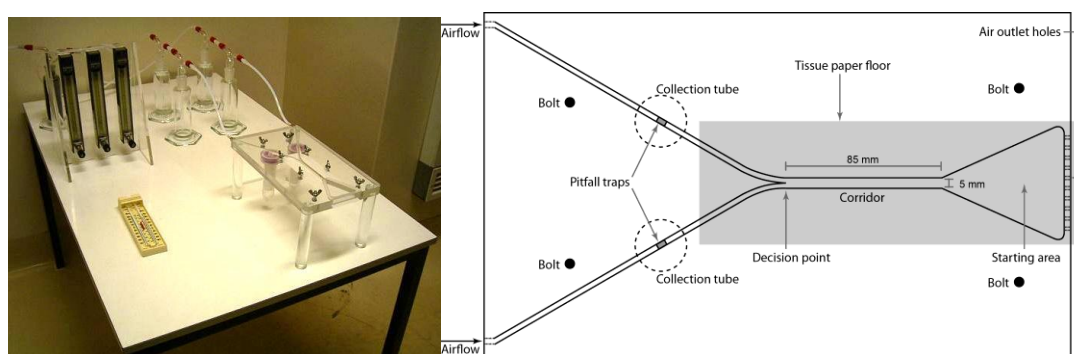 Airflow
Air outlet holes
Tissue paper floor
Bolt
Collection tube
Bolt
85 mm
5 mm
Pitfall traps
Corridor
Bolt
Collection tube
Decision point
Starting area
Bolt
Airflow